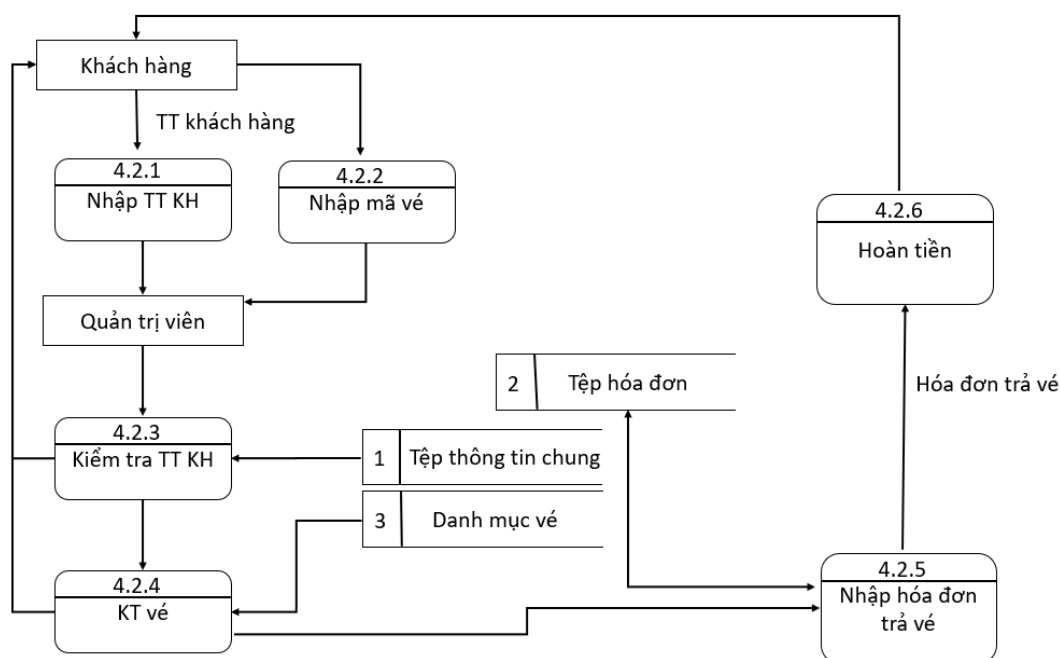 Khách hàng
TT khách hàng
4.2.1
Nhập TT KH
4.2.2
Nhập mã vé
4.2.6
Hoàn tiền
Quản trị viên
2
Tệp hóa đơn
Hóa đơn trả vé
4.2.3
Kiểm tra TT KH
1
Tệp thông tin chung
3
Danh mục vé
4.2.4
KT vé
4.2.5
Nhập hóa đơn
trả vé